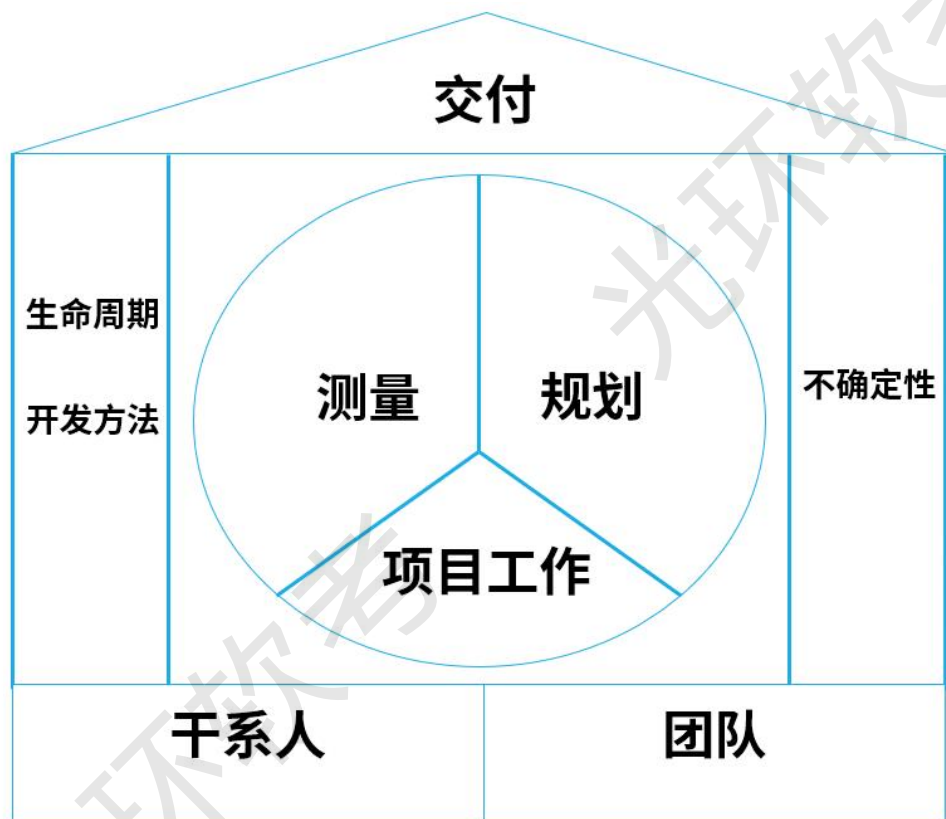 交付
生命周期
开发方法
测量
规划
不确定性
项目工作
干系人
团队
光环软考
环软考